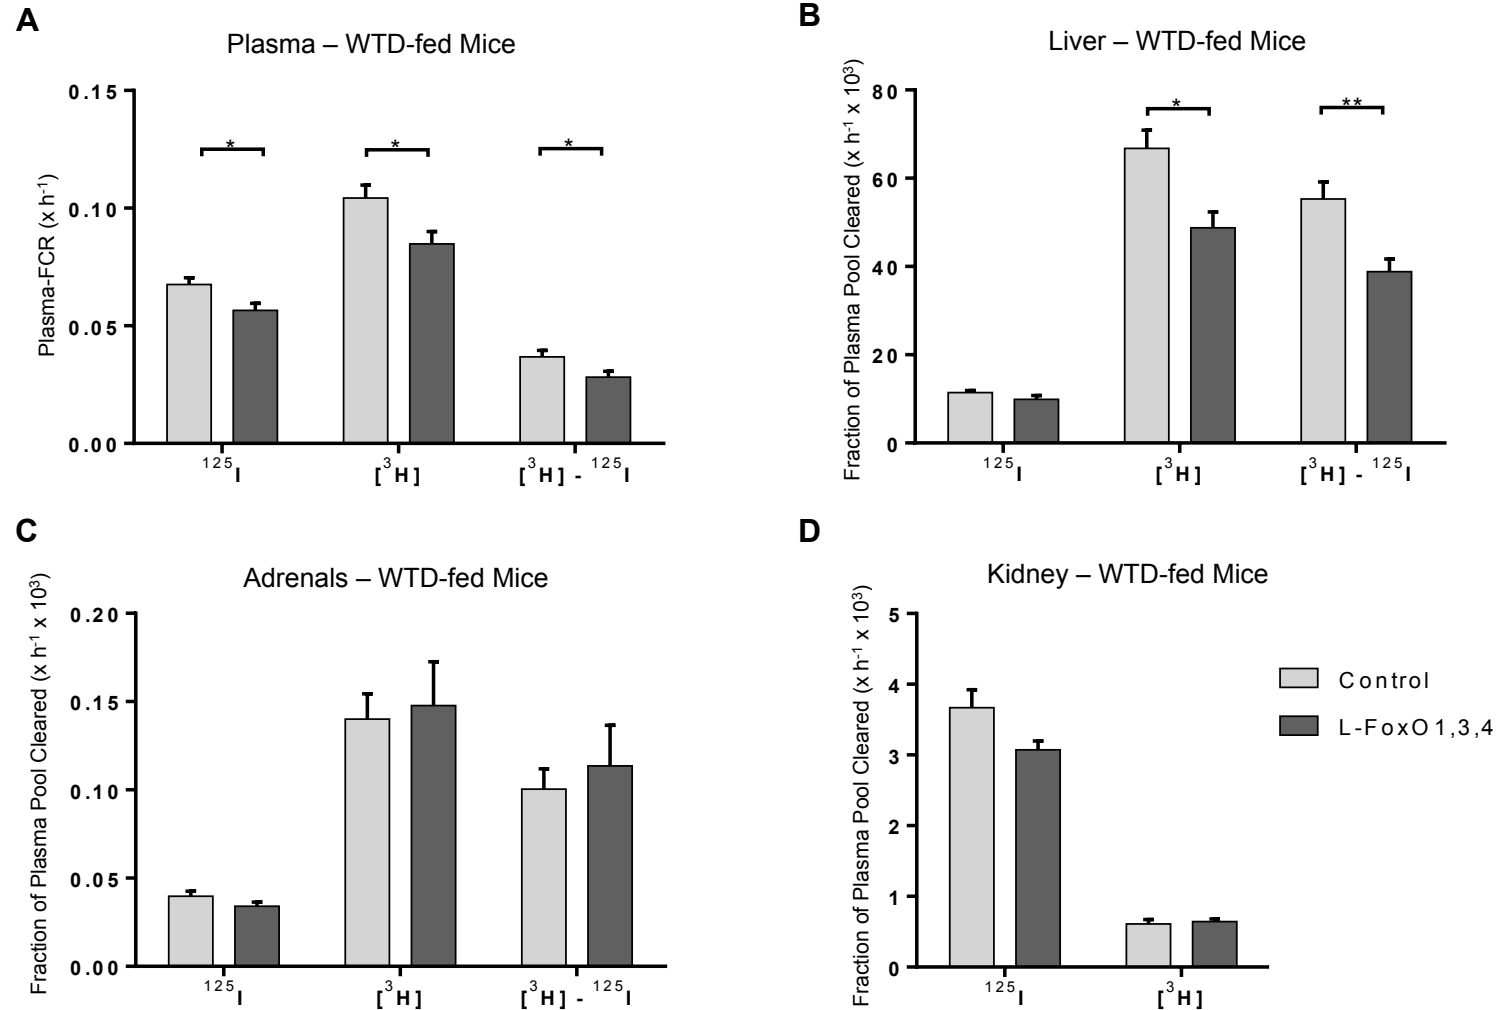 A
Plasma – WTD-fed Mice
Plasma-FCR (x h⁻¹)
0.15
0.10
0.05
0.00
*
*
*
¹²⁵I
[³H]
[³H] - ¹²⁵I
B
Liver – WTD-fed Mice
Fraction of Plasma Pool Cleared (x h⁻¹ x 10³)
80
60
40
20
0
*
**
¹²⁵I
[³H]
[³H] - ¹²⁵I
C
Adrenals – WTD-fed Mice
Fraction of Plasma Pool Cleared (x h⁻¹ x 10³)
0.20
0.15
0.10
0.05
0.00
¹²⁵I
[³H]
[³H] - ¹²⁵I
D
Kidney – WTD-fed Mice
Fraction of Plasma Pool Cleared (x h⁻¹ x 10³)
5
4
3
2
1
0
¹²⁵I
[³H]
Control
L-FoxO1,3,4